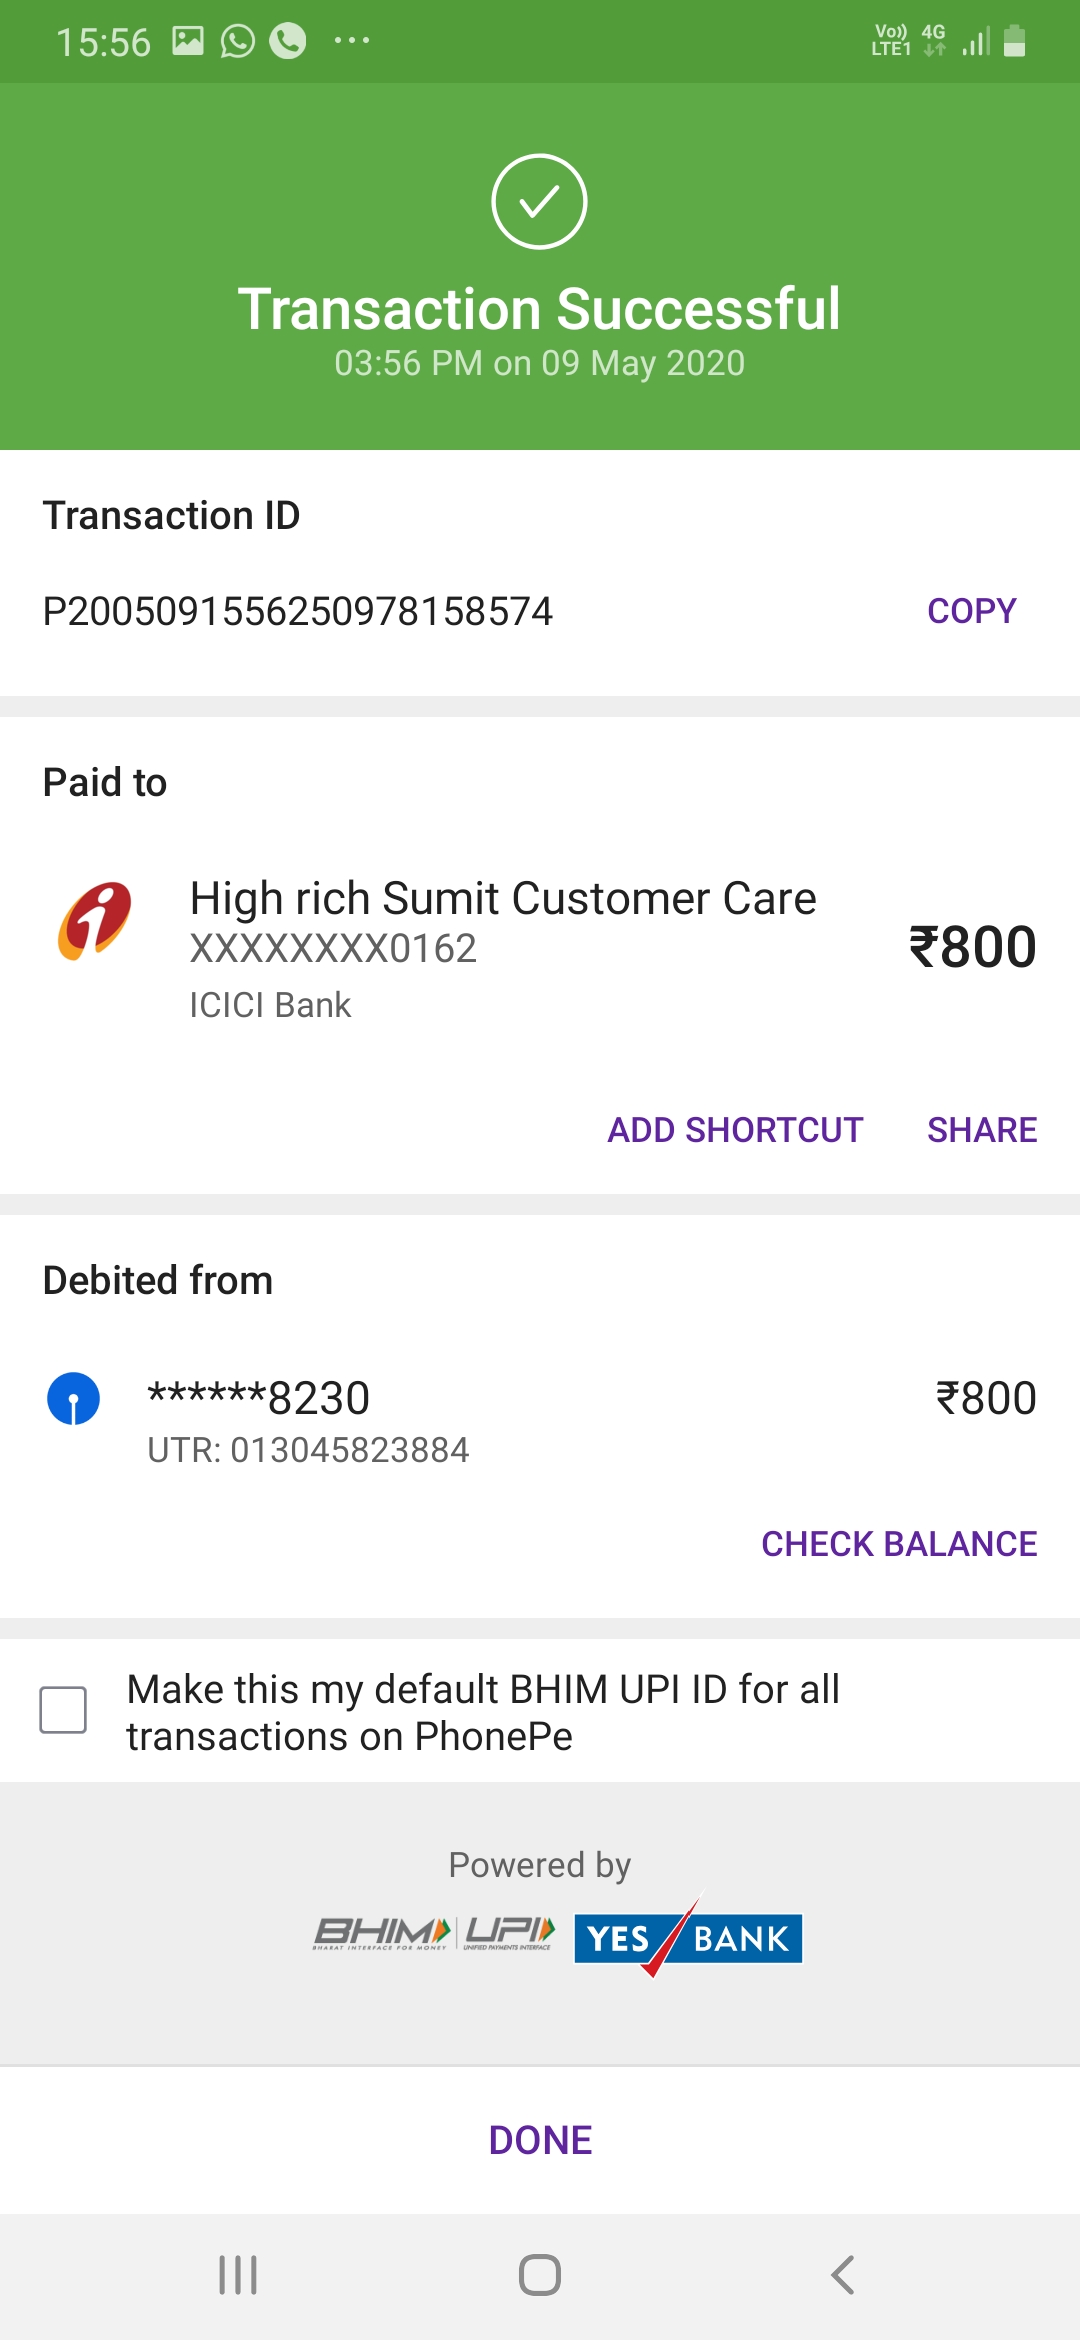 15:56
Vo)) 4G
LTE1
Transaction Successful
03:56 PM on 09 May 2020
Transaction ID
P2005091556250978158574
COPY
Paid to
High rich Sumit Customer Care
XXXXXXXX0162
₹800
ICICI Bank
ADD SHORTCUT SHARE
Debited from
******8230 ₹800
UTR: 013045823884
CHECK BALANCE
Make this my default BHIM UPI ID for all
transactions on PhonePe
Powered by
BHIM UPI YES BANK
BHARAT INTERFACE FOR MONEY UNIFIED PAYMENTS INTERFACE
DONE